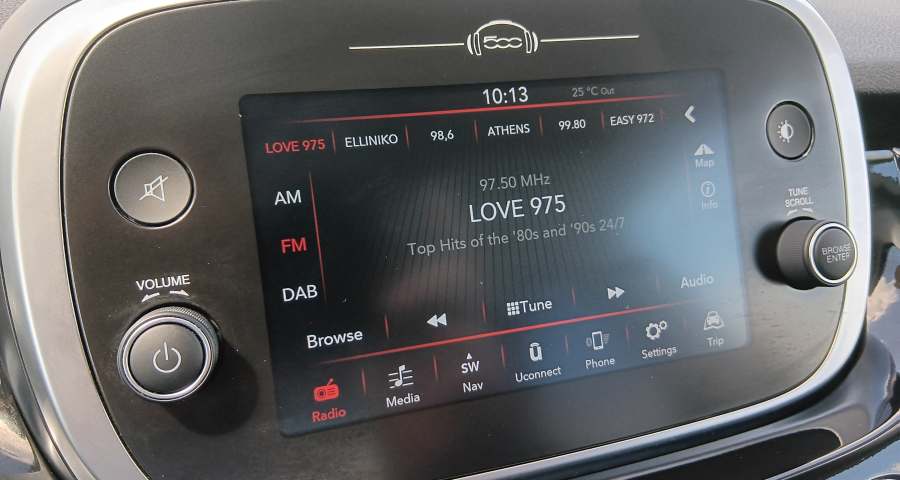 500
10:13 25 °C Out
LOVE 975 ELLINIKO 98,6 ATHENS 99.80 EASY 972
Map
Info
AM
FM
DAB
97.50 MHz
LOVE 975
Top Hits of the '80s and '90s 24/7
Browse Tune Audio
Radio Media SW Nav Uconnect Phone Settings Trip
VOLUME
TUNE
SCROLL
BROWSE
ENTER